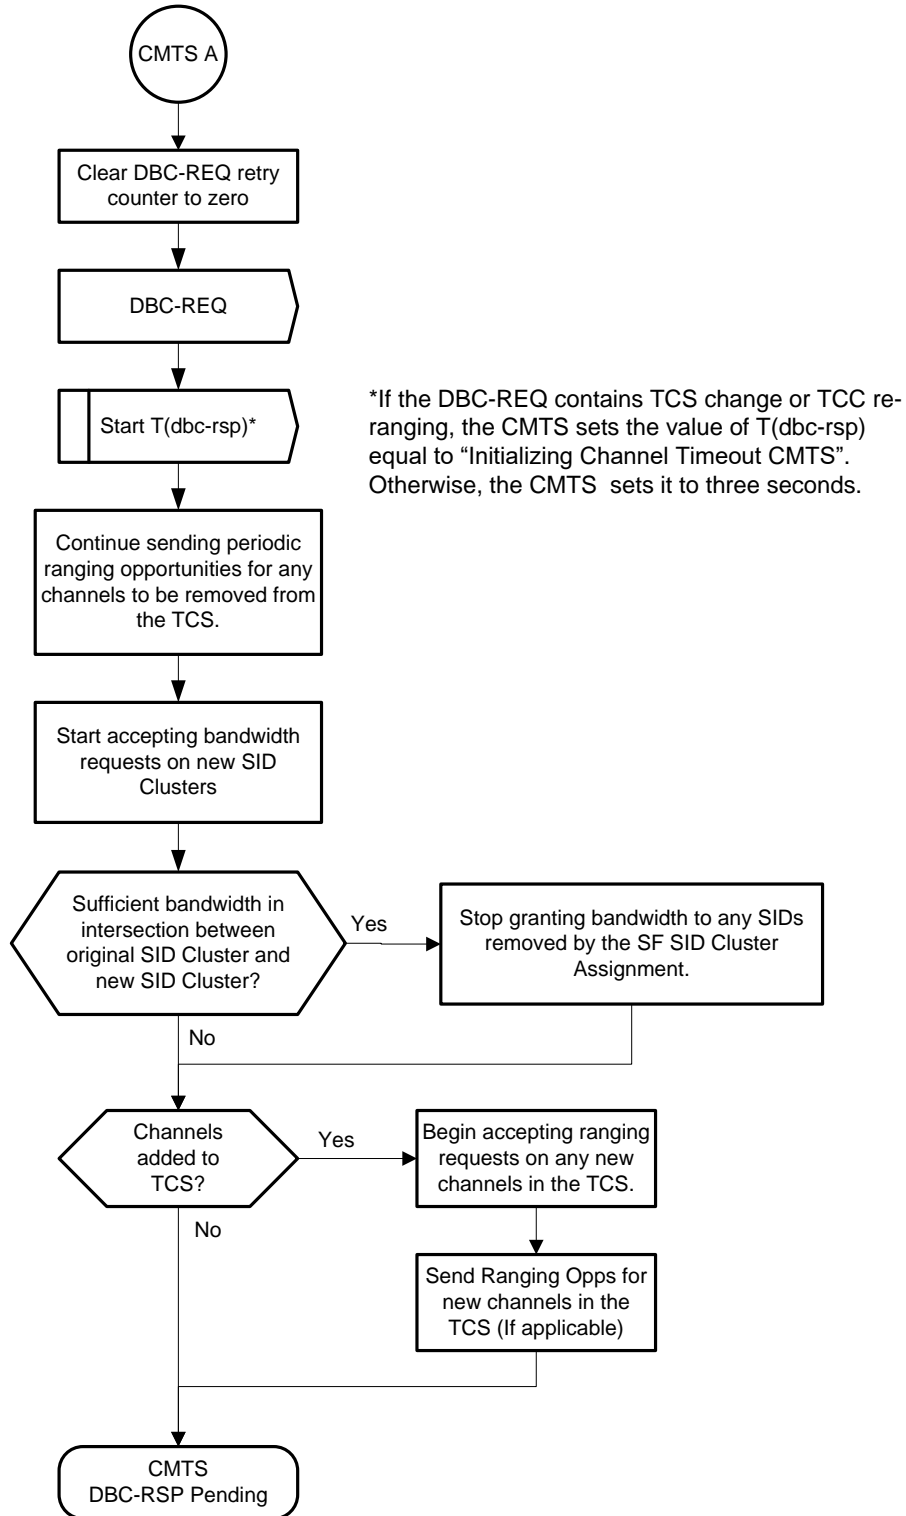 CMTS A
Clear DBC-REQ retry
counter to zero
DBC-REQ
Start T(dbc-rsp)*
*If the DBC-REQ contains TCS change or TCC re-
ranging, the CMTS sets the value of T(dbc-rsp)
equal to “Initializing Channel Timeout CMTS”.
Otherwise, the CMTS sets it to three seconds.
Continue sending periodic
ranging opportunities for any
channels to be removed from
the TCS.
Start accepting bandwidth
requests on new SID
Clusters
Sufficient bandwidth in
intersection between
original SID Cluster and
new SID Cluster?
Yes
Stop granting bandwidth to any SIDs
removed by the SF SID Cluster
Assignment.
No
Channels
added to
TCS?
Yes
Begin accepting ranging
requests on any new
channels in the TCS.
No
Send Ranging Opps for
new channels in the
TCS (If applicable)
CMTS
DBC-RSP Pending